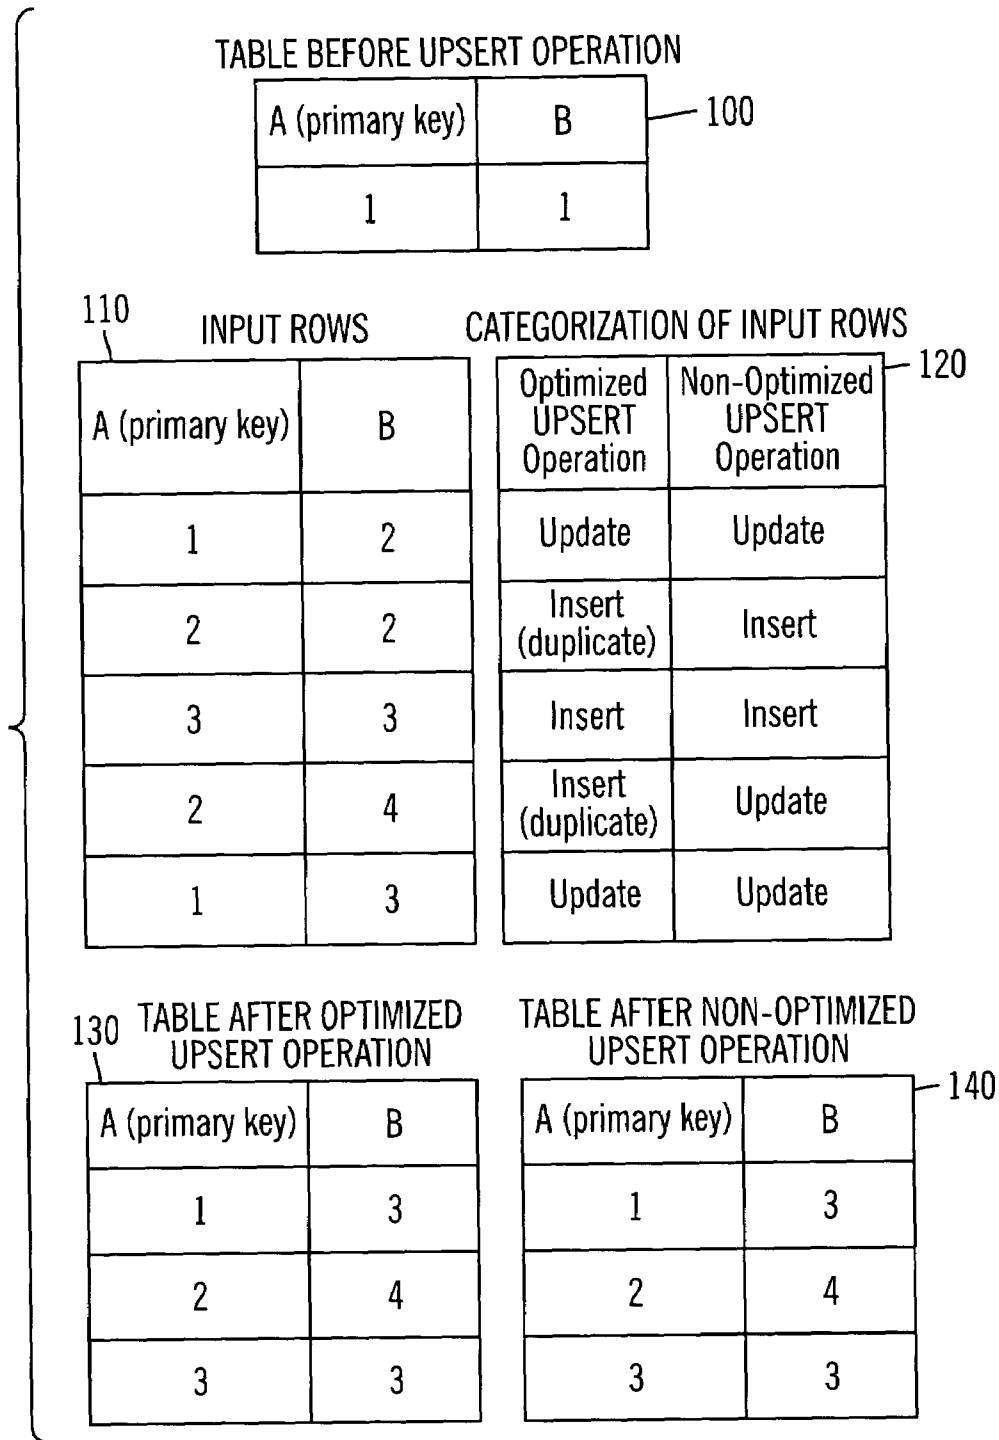 TABLE BEFORE UPSERT OPERATION
A (primary key) B
100
1 1
110
INPUT ROWS
A (primary key) B
1 2
2 2
3 3
2 4
1 3
CATEGORIZATION OF INPUT ROWS
120
Optimized
UPSERT
Operation
Non-Optimized
UPSERT
Operation
Update Update
Insert
(duplicate)
Insert
Insert Insert
Insert
(duplicate)
Update
Update Update
130
TABLE AFTER OPTIMIZED
UPSERT OPERATION
A (primary key) B
1 3
2 4
3 3
TABLE AFTER NON-OPTIMIZED
UPSERT OPERATION
140
A (primary key) B
1 3
2 4
3 3